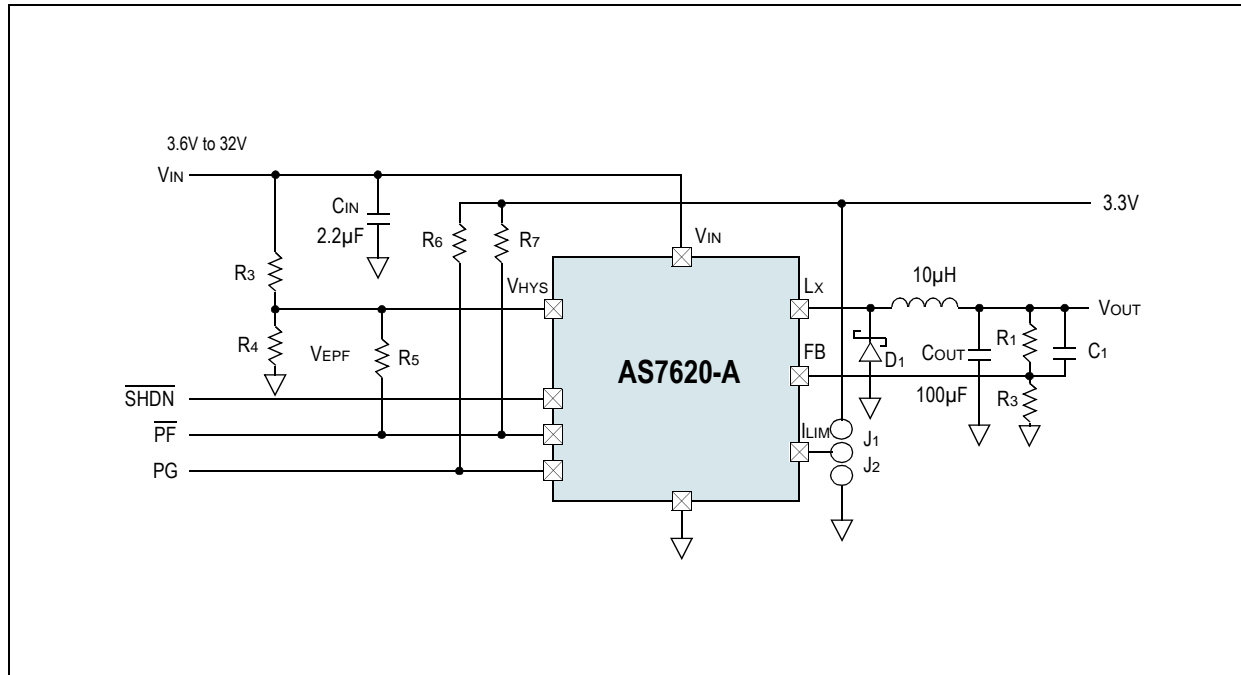 3.6V to 32V
VIN
CIN
2.2µF
R6
R7
VIN
3.3V
R3
VHYS
LX
10µH
VOUT
R4
VEPF
R5
AS7620-A
FB
D1
COUT
100µF
R1
C1
R3
SHDN
PF
PG
ILIM
J1
J2